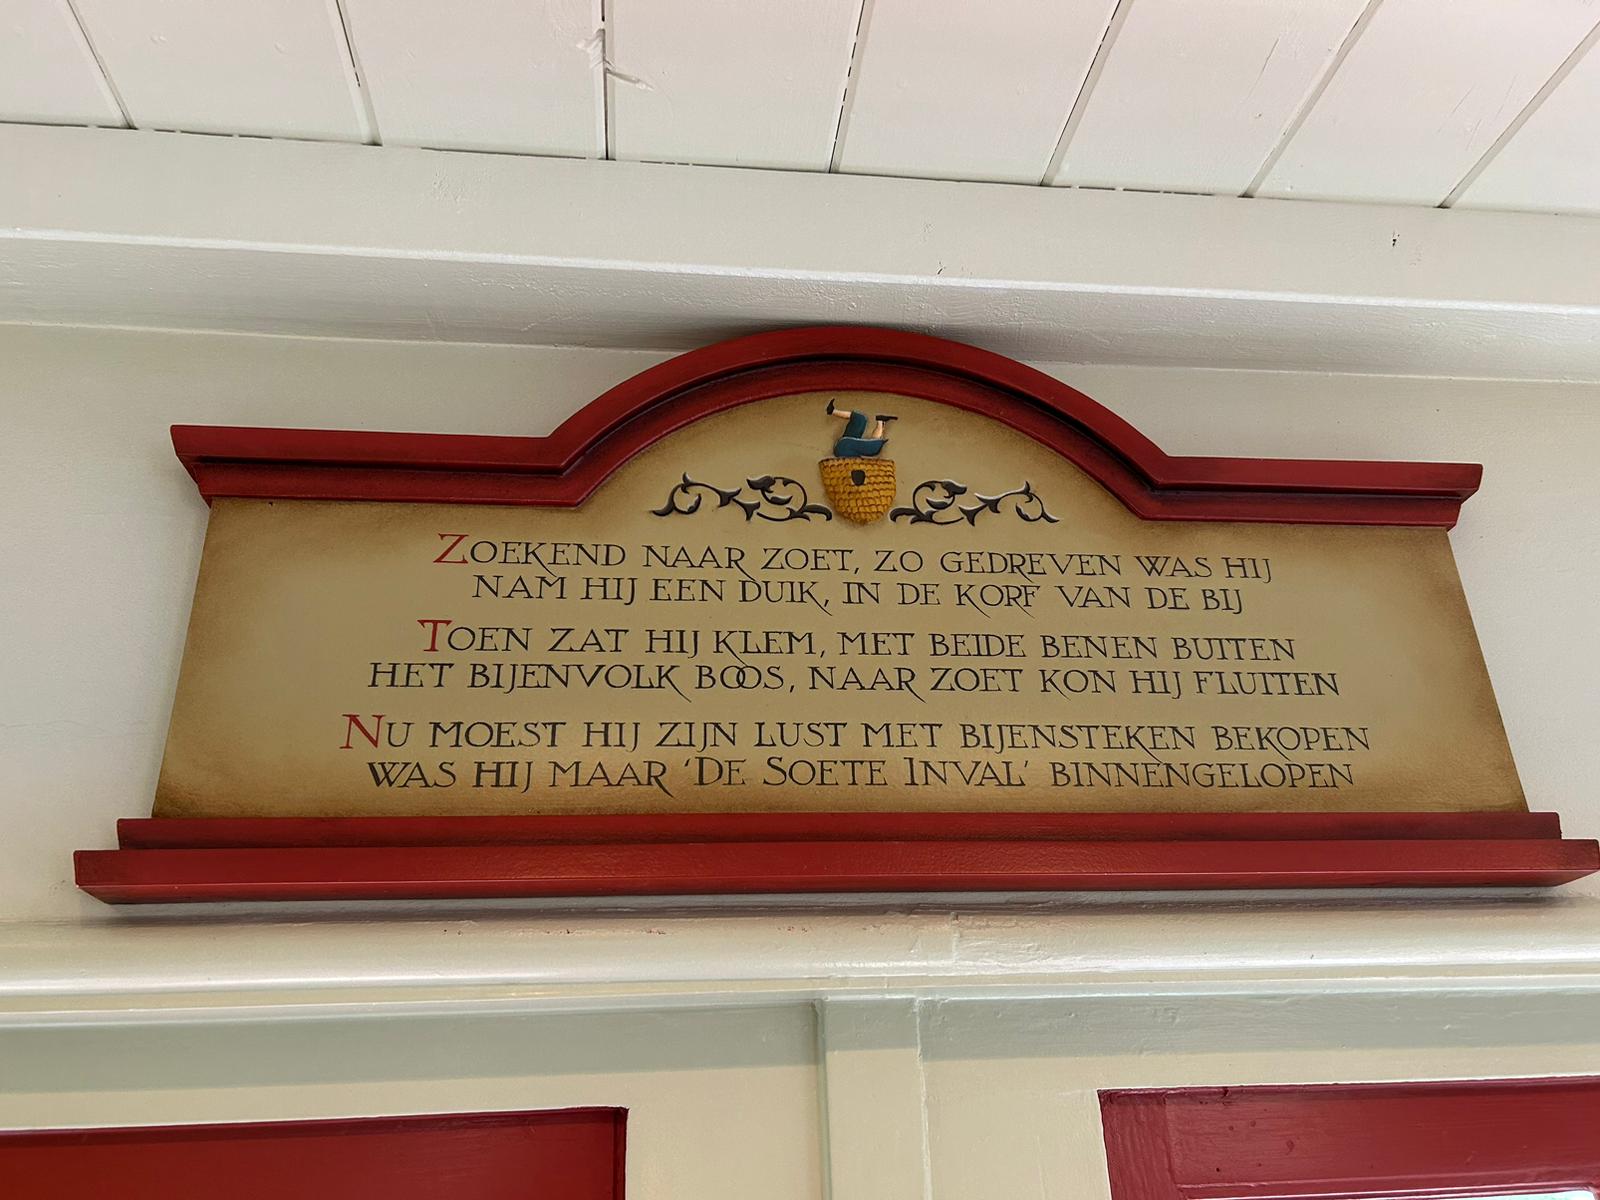 ZOEKEND NAAR ZOET, ZO GEDREVEN WAS HIJ
NAM HIJ EEN DUIK, IN DE KORF VAN DE BIJ
TOEN ZAT HIJ KLEM, MET BEIDE BENEN BUITEN
HET BIJENVOLK BOOS, NAAR ZOET KON HIJ FLUITEN
NU MOEST HIJ ZIJN LUST MET BIJENSTEKEN BEKOPEN
WAS HIJ MAAR 'DE SOETE INVAL' BINNENGELOPEN